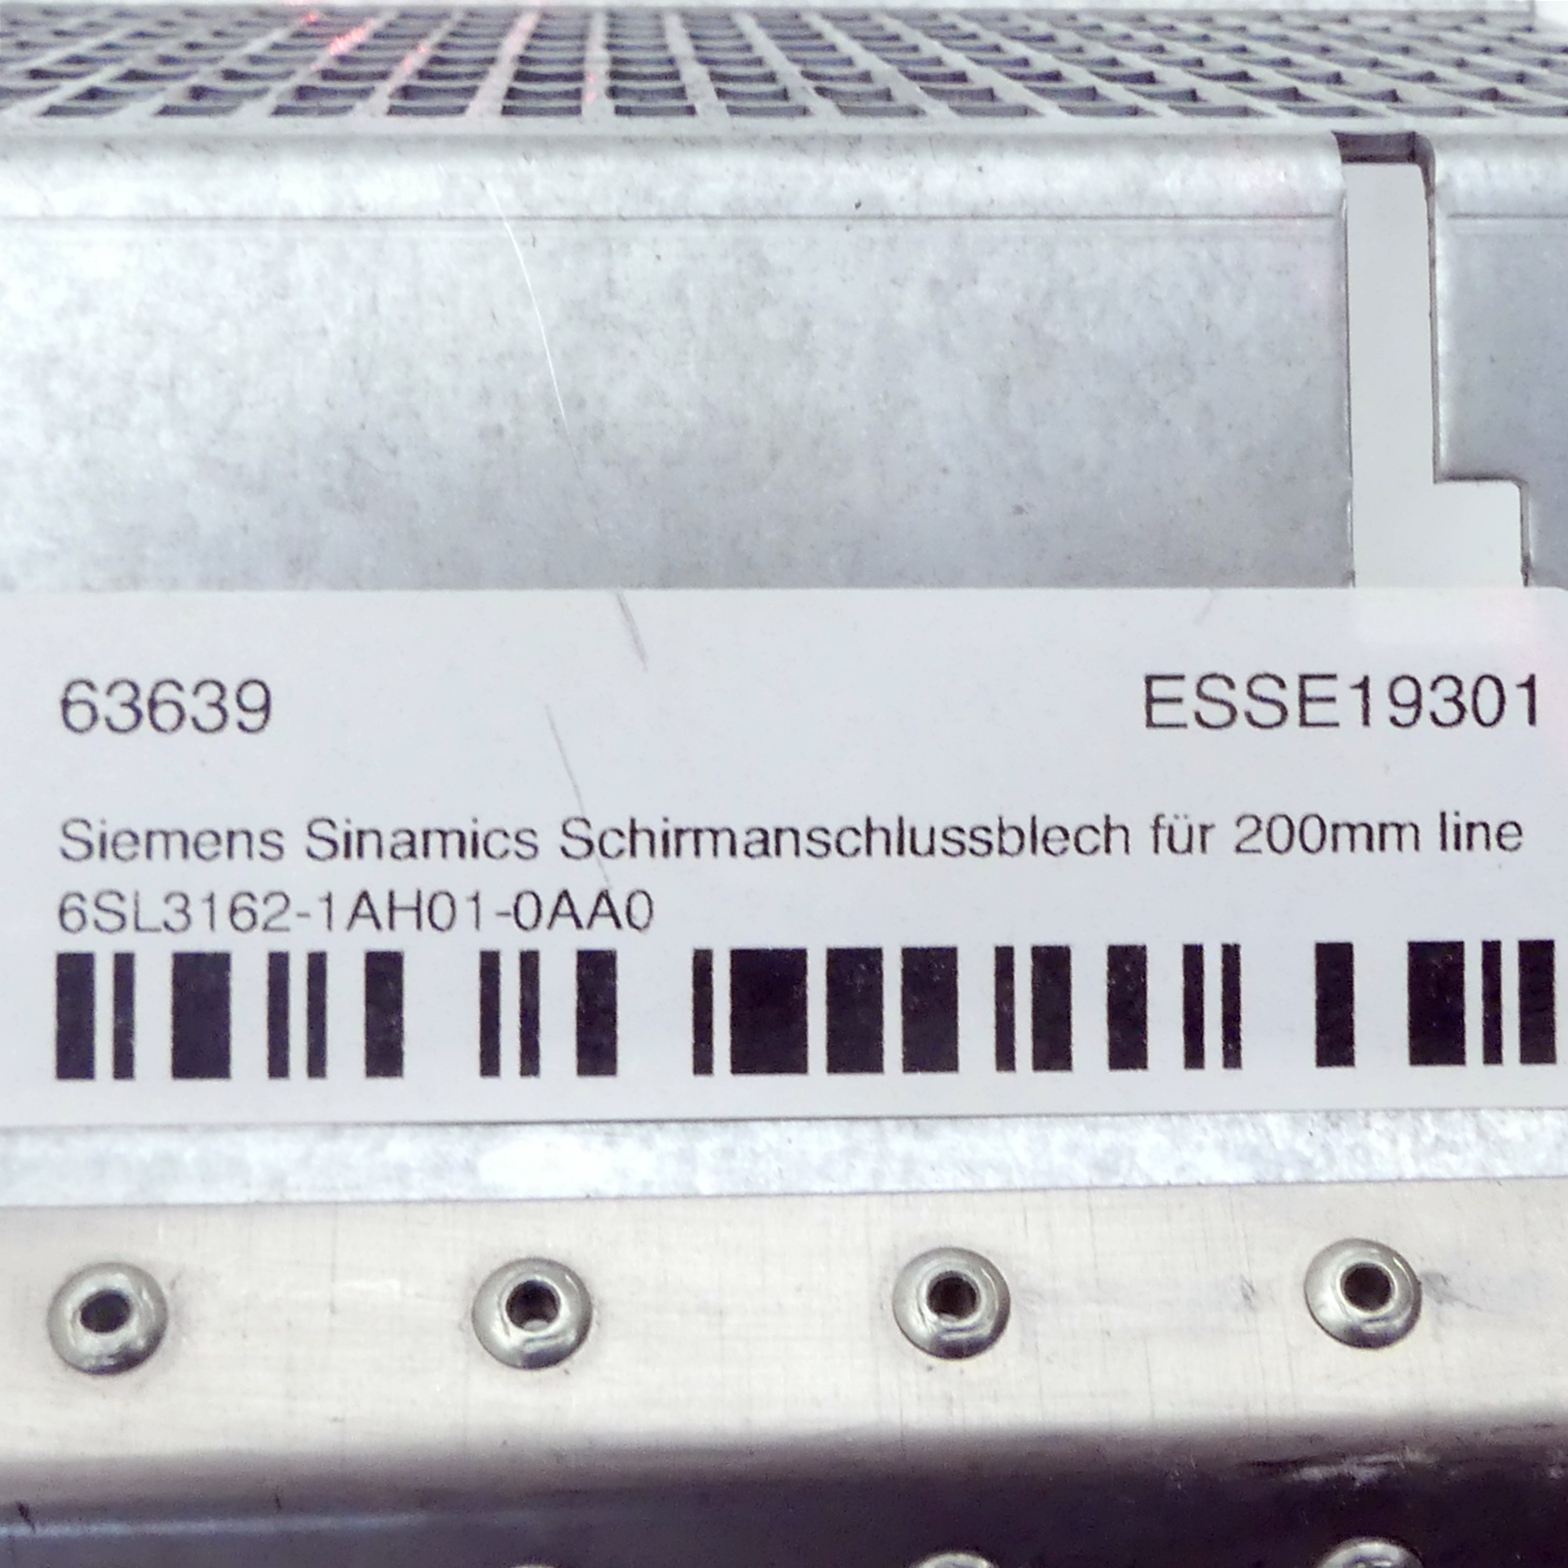 63639 ESSE19301
Siemens Sinamics Schirmanschlussblech für 200mm line
6SL3162-1AH01-0AA0